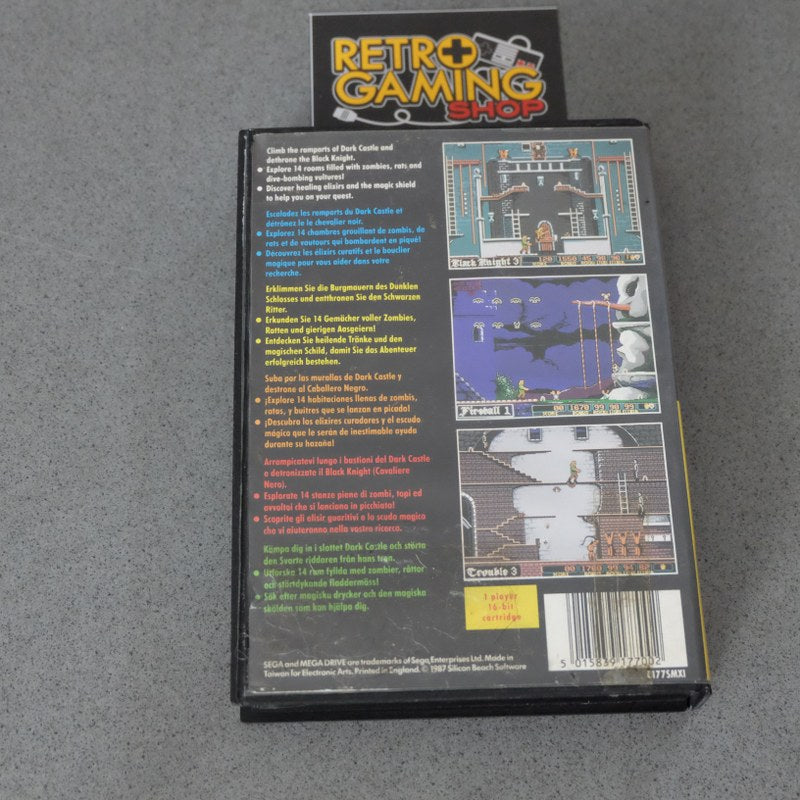 RETRO
GAMING
SHOP
Climb the ramparts of Dark Castle and
dethrone the Black Knight.
• Explore 14 rooms filled with zombies, rats and
dive-bombing vultures!
• Discover healing elixirs and the magic shield
to help you on your quest.
Escaladez les remparts du Dark Castle et
détrônez le le chevalier noir.
• Explorez 14 chambres grouillant de zombis, de
rats et de vautours qui bombardent en piqué!
• Découvrez les élixirs curatifs et le bouclier
magique pour vous aider dans votre
recherche.
Erklimmen Sie die Burgmauern des Dunklen
Schlosses und entthronen Sie den Schwarzen
Ritter.
• Erkunden Sie 14 Gemächer voller Zombies,
Ratten und gierigen Aasgeiern!
• Entdecken Sie heilende Tränke und den
magischen Schild, damit Sie das Abenteuer
erfolgreich bestehen.
Sube por las murallas de Dark Castle y
destrone al Caballero Negro.
• ¡Explore 14 habitaciones llenas de zombis,
ratas, y buitros que se lanzan en picado!
• ¡Descubra los elixires curadores y el escudo
mágico que le serán de inestimable ayuda
durante su hazaña!
Arrampicatevi lungo i bastioni del Dark Castle
e detronizzate il Black Knight (Cavaliere
Nero).
• Esplorate 14 stanze piene di zombi, topi ed
avvoltoi che si lanciano in picchiata!
• Scoprite gli elisir guaritivi e lo scudo magico
che vi aiuteranno nella vostra ricerca.
Kämpa dig in i slottet Dark Castle och störta
den Svarte riddaren från hans tron.
• Utforska 14 rum fyllda med zombier, råttor
och störtdykande fladdermöss!
• Sök efter magiska drycker och den magiska
skölden som kan hjälpa dig.
SEGA and MEGA DRIVE are trademarks of Sega Enterprises Ltd. Made in
Taiwan for Electronic Arts. Printed in England. © 1987 Silicon Beach Software
Black Knight 3
Fireball 1
Trouble 3
1 player
16-bit
cartridge
5 015839 177002
E177SMXI